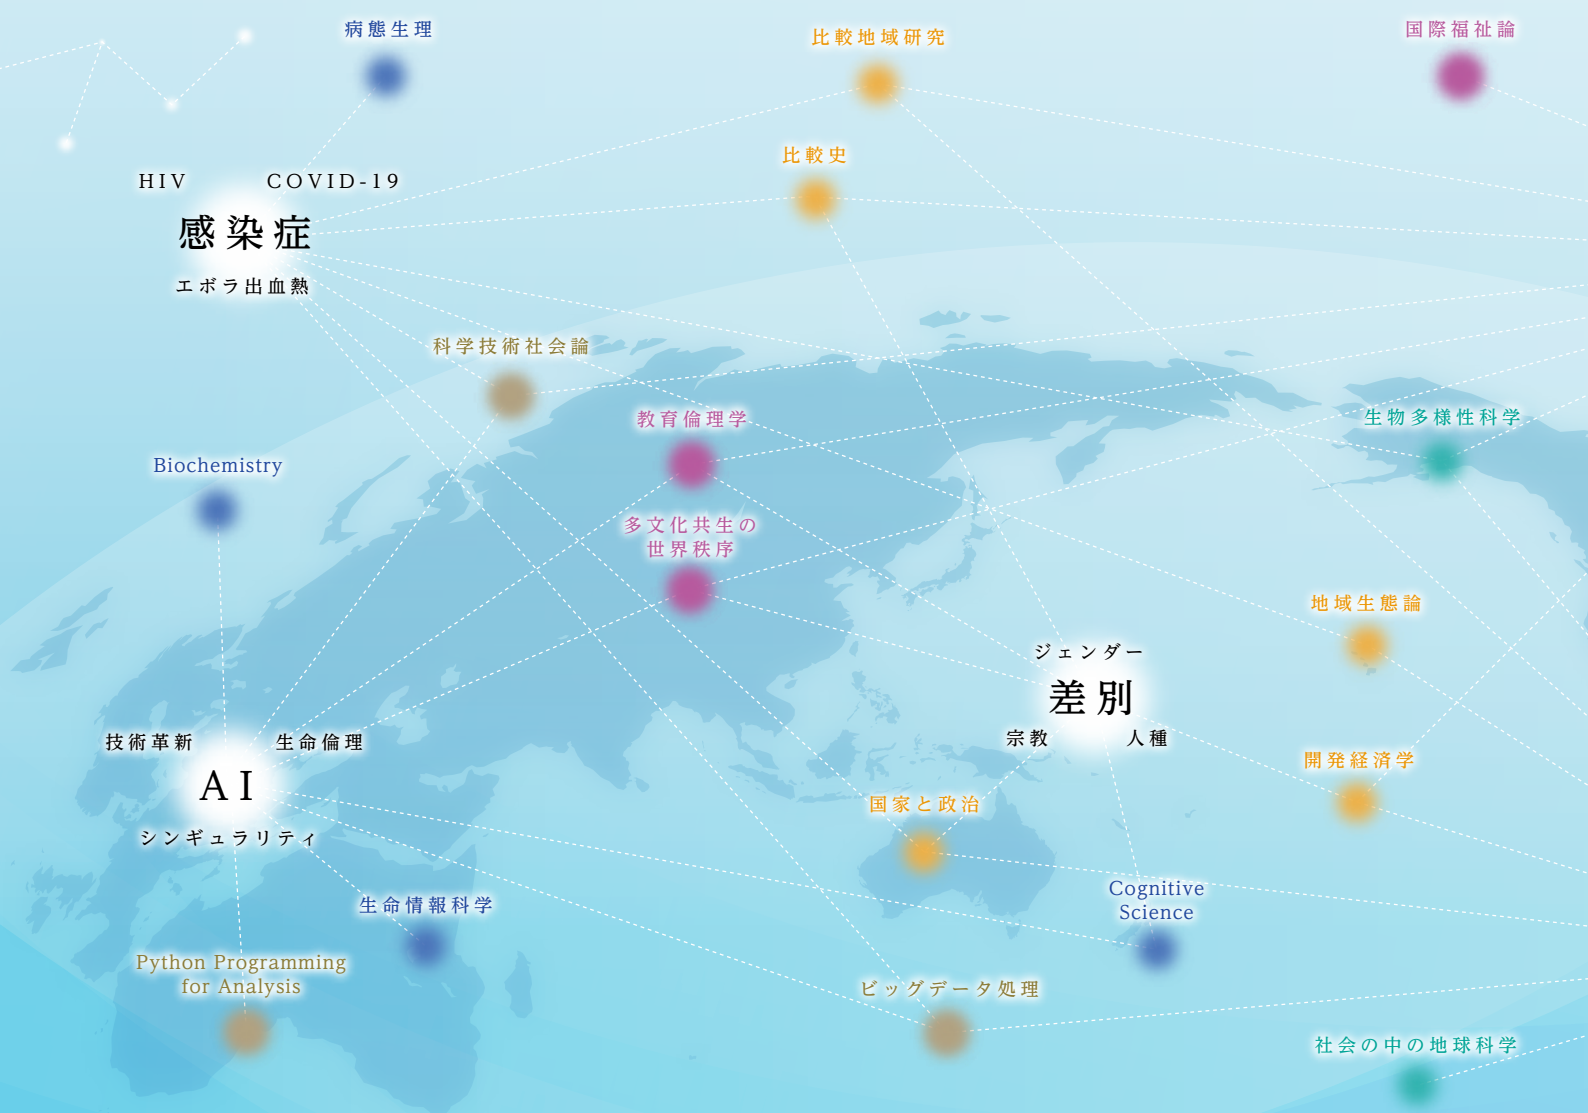 病態生理
比較地域研究
国際福祉論
比較史
HIV
COVID-19
感染症
エボラ出血熱
科学技術社会論
教育倫理学
生物多様性科学
Biochemistry
多文化共生の
世界秩序
地域生態論
ジェンダー
差別
宗教
人種
技術革新
生命倫理
AI
シンギュラリティ
開発経済学
国家と政治
生命情報科学
Cognitive
Science
Python Programming
for Analysis
ビッグデータ処理
社会の中の地球科学